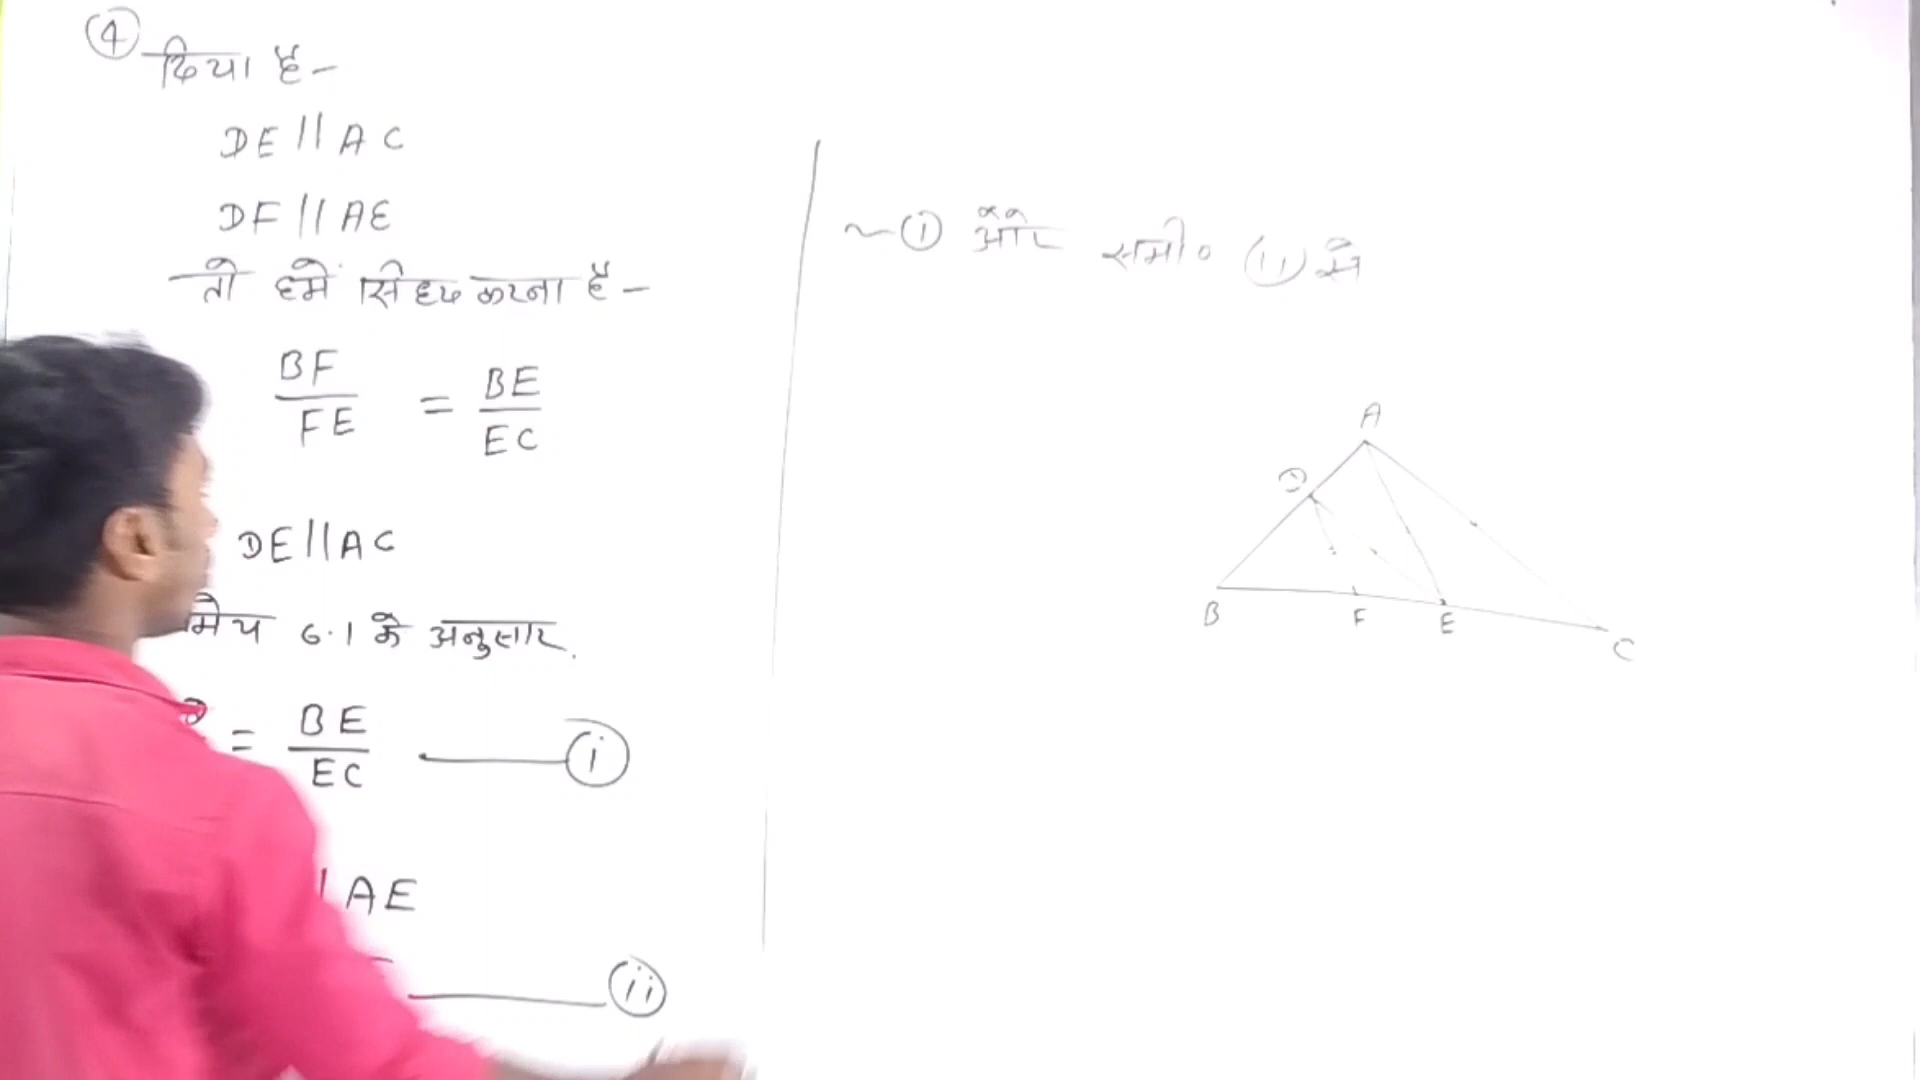 ④
दिया है-
DE||AC
DF||AE
तो हमें सिद्ध करना है-
BF/FE = BE/EC
DE||AC
मेय 6.1 के अनुसार.
= BE/EC — ⓘ
AE
— (ii)
① और समी० (ii) से
A
D
B F E C